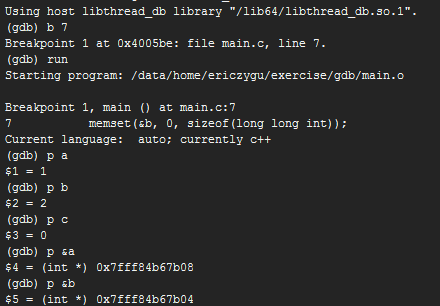 Using host libthread_db library "/lib64/libthread_db.so.1".
(gdb) b 7
Breakpoint 1 at 0x4005be: file main.c, line 7.
(gdb) run
Starting program: /data/home/ericzygu/exercise/gdb/main.o
Breakpoint 1, main () at main.c:7
7 memset(&b, 0, sizeof(long long int));
Current language: auto; currently c++
(gdb) p a
$1 = 1
(gdb) p b
$2 = 2
(gdb) p c
$3 = 0
(gdb) p &a
$4 = (int *) 0x7fff84b67b08
(gdb) p &b
$5 = (int *) 0x7fff84b67b04